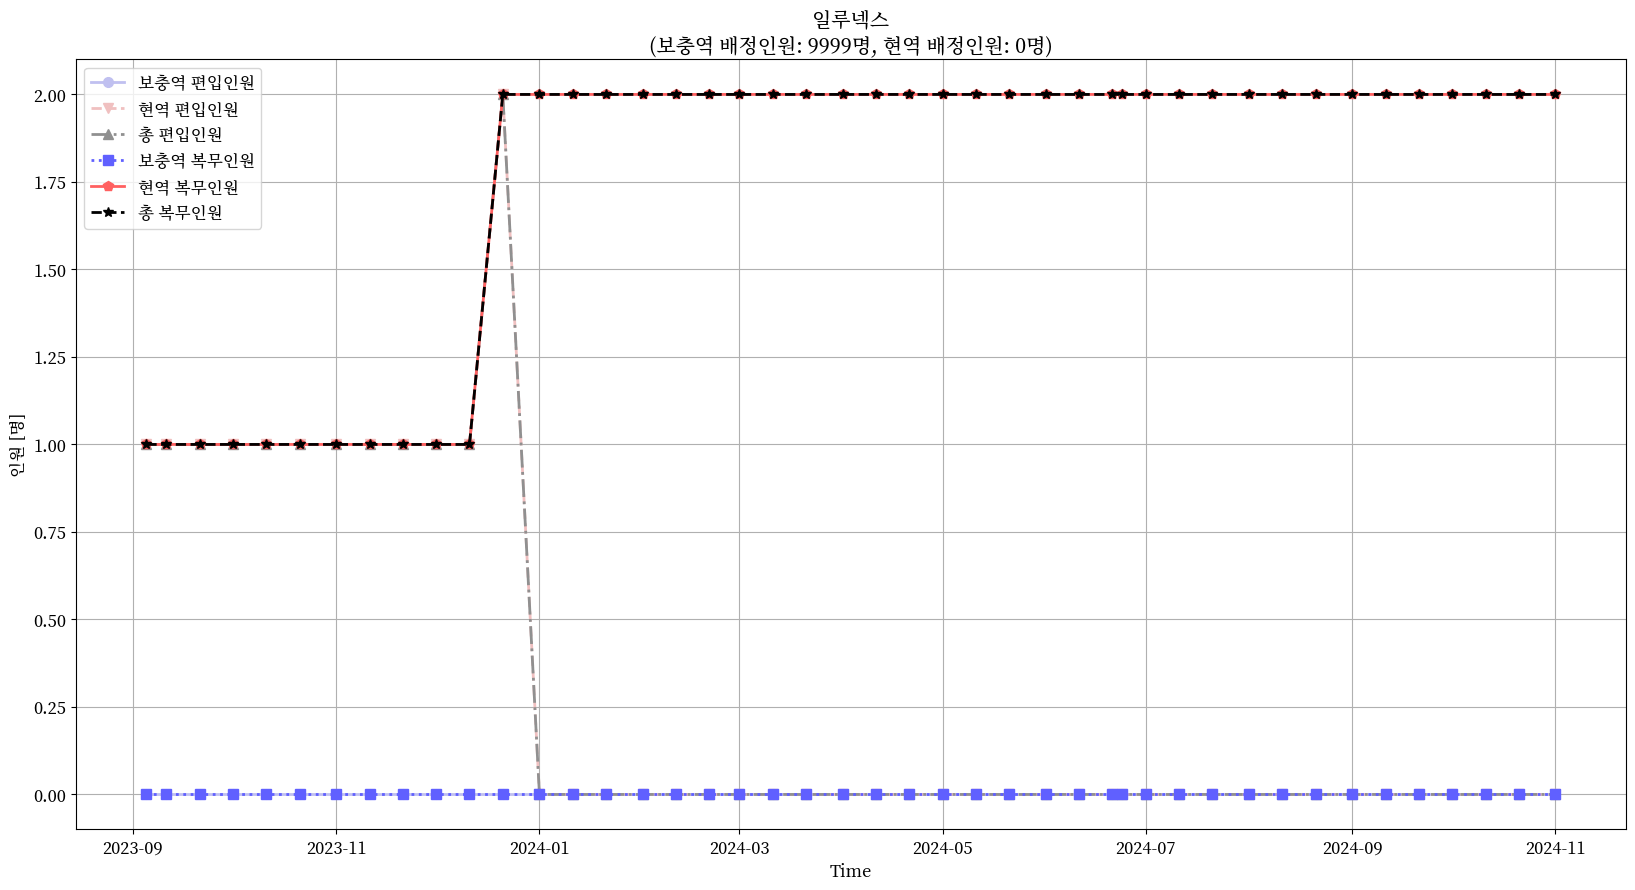 일루넥스
(보충역 배정인원: 9999명, 현역 배정인원: 0명)
보충역 편입인원
현역 편입인원
총 편입인원
보충역 복무인원
현역 복무인원
총 복무인원
인원 [명]
2.00
1.75
1.50
1.25
1.00
0.75
0.50
0.25
0.00
2023-09
2023-11
2024-01
2024-03
2024-05
2024-07
2024-09
2024-11
Time